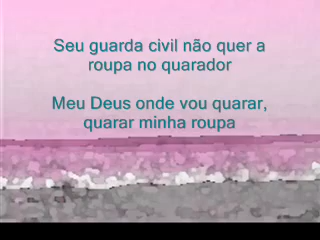 Seu guarda civil não quer a
roupa no quarador
Meu Deus onde vou quarar,
quarar minha roupa